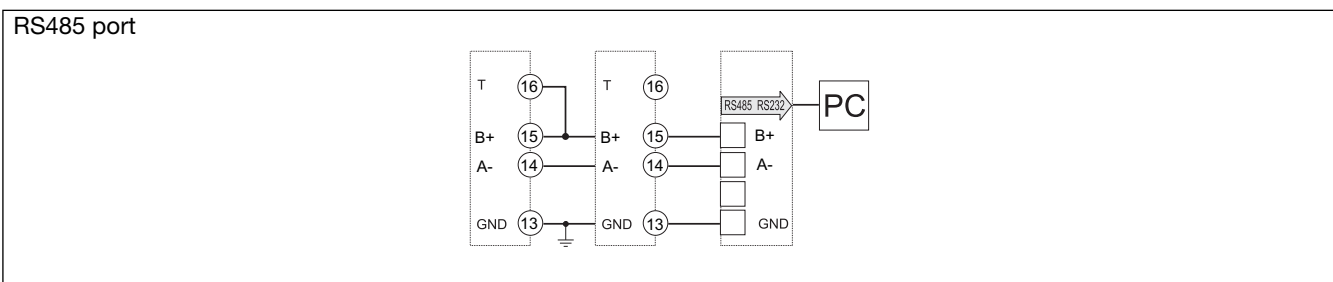 RS485 port
T 16 T 16
RS485 RS232 PC
B+ 15 B+ 15 B+
A- 14 A- 14 A-
GND 13 GND 13 GND